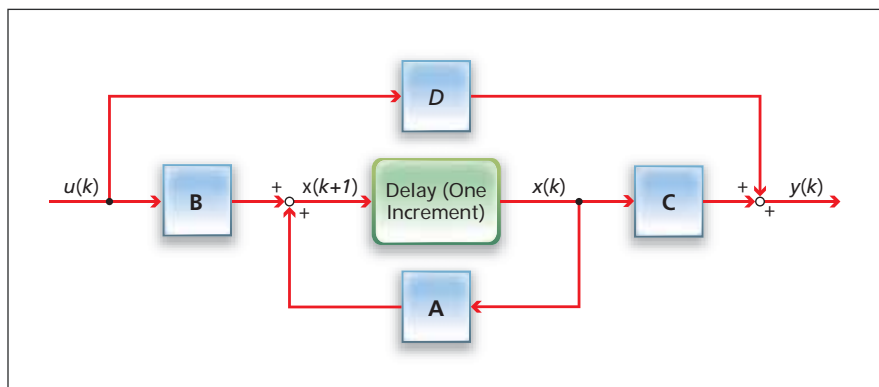 D
u(k)
B
+
x(k+1)
+
Delay (One
Increment)
x(k)
C
+
+
y(k)
A